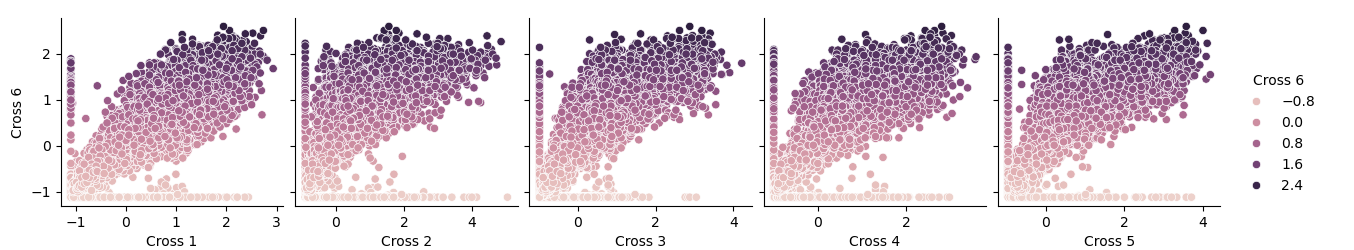 Cross 6
2
1
0
−1
−1 0 1 2 3
Cross 1
0 2 4
Cross 2
0 2 4
Cross 3
0 2
Cross 4
0 2 4
Cross 5
Cross 6
−0.8
0.0
0.8
1.6
2.4